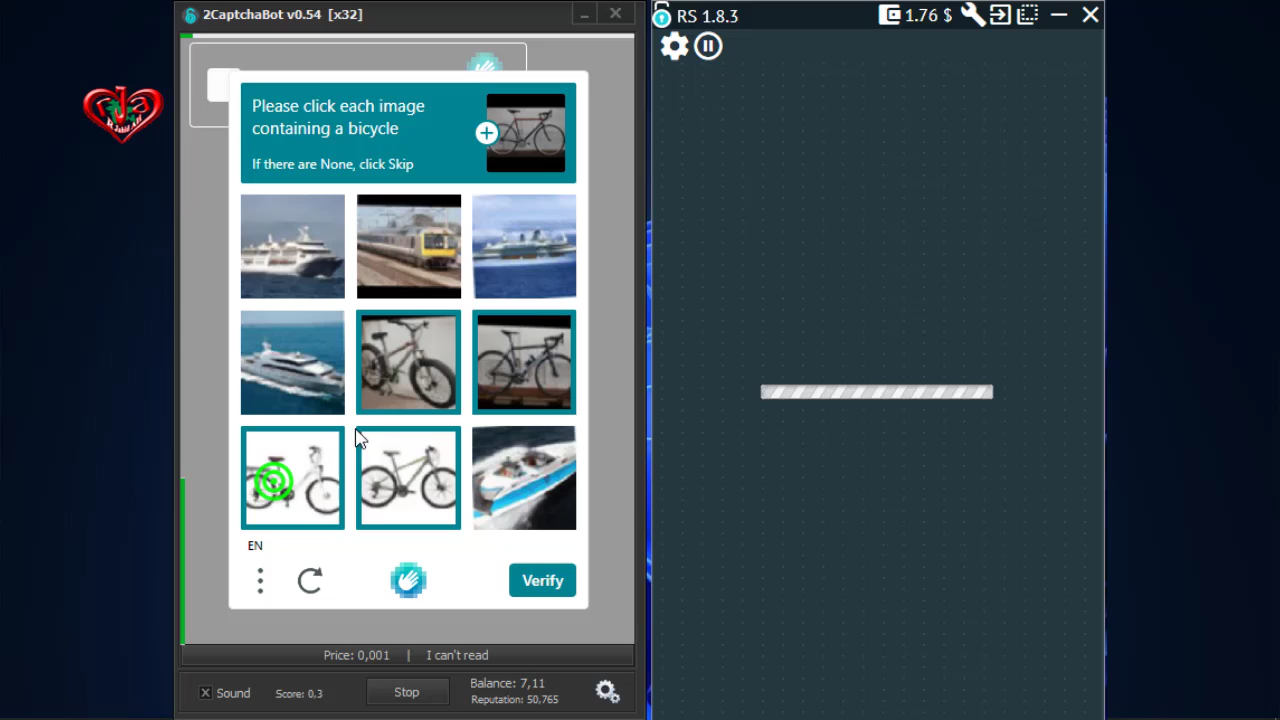 2CaptchaBot v0.54 [x32]
Please click each image
containing a bicycle
If there are None, click Skip
EN
Verify
Price: 0,001 | I can't read
Sound
Score: 0,3
Stop
Balance: 7,11
Reputation: 50,765
RS 1.8.3
1.76 $